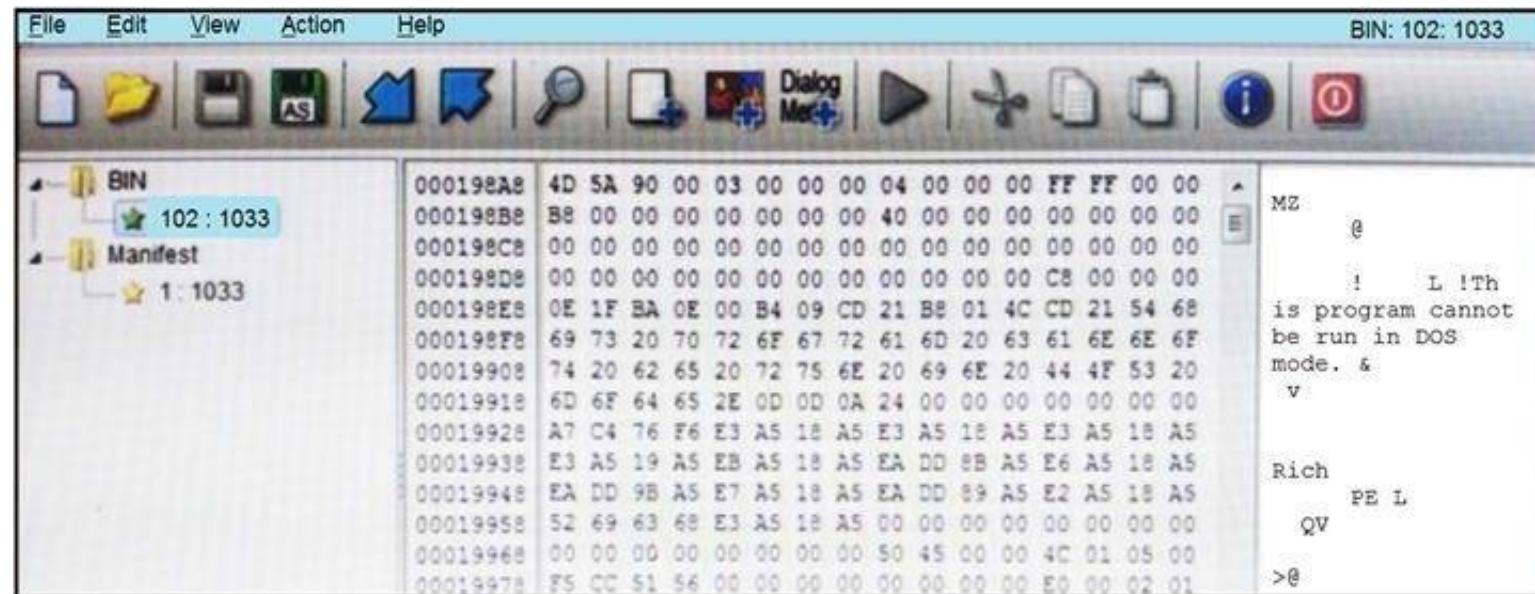 File Edit View Action Help BIN: 102: 1033
AS Dialog
BIN
102 : 1033
Manifest
1 : 1033
000198A8 4D 5A 90 00 03 00 00 00 04 00 00 00 FF FF 00 00
000198B8 B8 00 00 00 00 00 00 00 40 00 00 00 00 00 00 00
000198C8 00 00 00 00 00 00 00 00 00 00 00 00 00 00 00 00
000198D8 00 00 00 00 00 00 00 00 00 00 00 00 C8 00 00 00
000198E8 0E 1F BA 0E 00 B4 09 CD 21 B8 01 4C CD 21 54 68
000198F8 69 73 20 70 72 6F 67 72 61 6D 20 63 61 6E 6E 6F
00019908 74 20 62 65 20 72 75 6E 20 69 6E 20 44 4F 53 20
00019918 6D 6F 64 65 2E 0D 0D 0A 24 00 00 00 00 00 00 00
00019928 A7 C4 76 F6 E3 A5 18 A5 E3 A5 18 A5 E3 A5 18 A5
00019938 E3 A5 19 A5 EB A5 18 A5 EA DD 8B A5 E6 A5 18 A5
00019948 EA DD 9B A5 E7 A5 18 A5 EA DD 89 A5 E2 A5 18 A5
00019958 52 69 63 68 E3 A5 18 A5 00 00 00 00 00 00 00 00
00019968 00 00 00 00 00 00 00 00 50 45 00 00 4C 01 05 00
00019978 F5 CC 51 56 00 00 00 00 00 00 00 00 E0 00 02 01
MZ
@
! L !Th
is program cannot
be run in DOS
mode. &
v
Rich
PE L
QV
>@